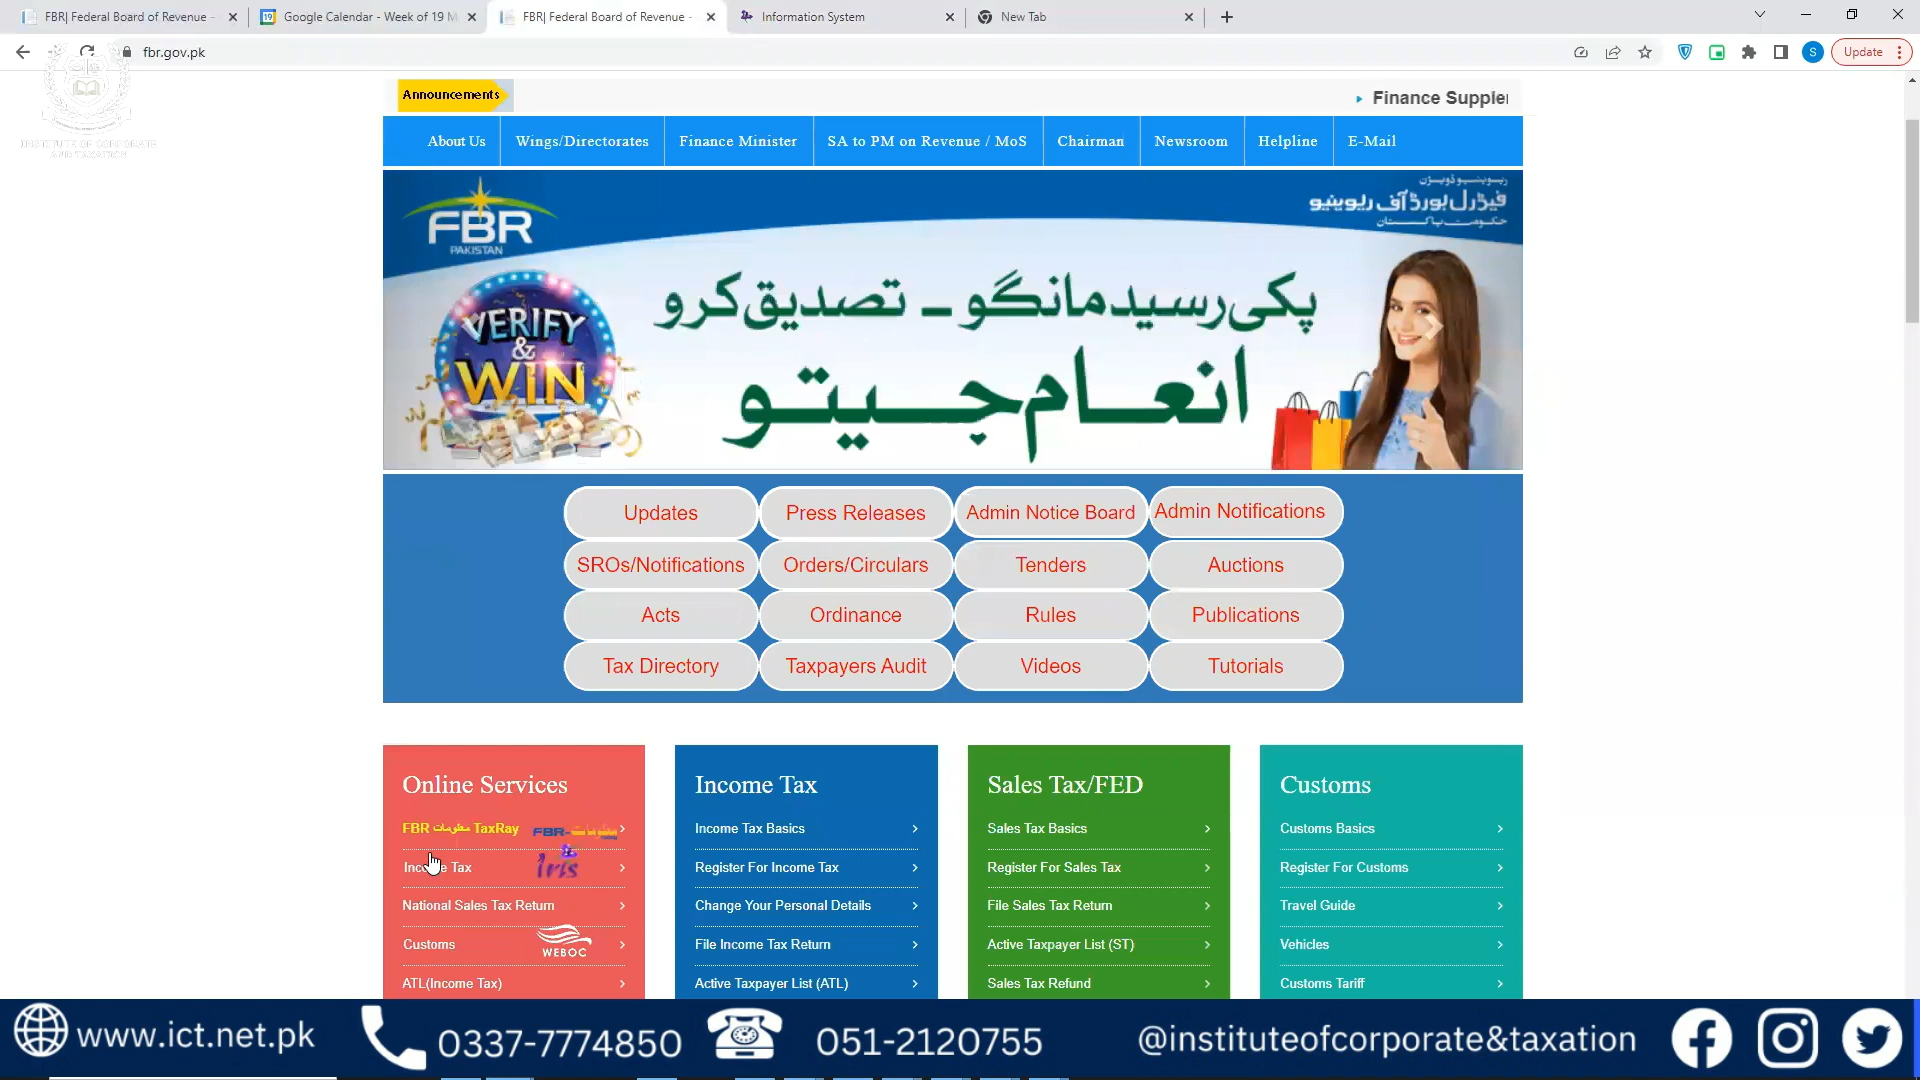 FBR| Federal Board of Revenue -
Google Calendar - Week of 19 M
FBR| Federal Board of Revenue -
Information System
New Tab
fbr.gov.pk
S
Update
INSTITUTE OF CORPORATE
AND TAXATION
Announcements
Finance Supplem
About Us
Wings/Directorates
Finance Minister
SA to PM on Revenue / MoS
Chairman
Newsroom
Helpline
E-Mail
FBR
PAKISTAN
ریوینیو ڈویژن
فیڈرل بورڈ آف ریوینیو
حکومت پاکستان
VERIFY
&
WIN
پکی رسید مانگو - تصدیق کرو
انعام جیتو
Updates
Press Releases
Admin Notice Board
Admin Notifications
SROs/Notifications
Orders/Circulars
Tenders
Auctions
Acts
Ordinance
Rules
Publications
Tax Directory
Taxpayers Audit
Videos
Tutorials
Online Services
FBR معلومات TaxRay
FBR-معلومات
Income Tax
Iris
National Sales Tax Return
Customs
WEBOC
ATL(Income Tax)
Income Tax
Income Tax Basics
Register For Income Tax
Change Your Personal Details
File Income Tax Return
Active Taxpayer List (ATL)
Sales Tax/FED
Sales Tax Basics
Register For Sales Tax
File Sales Tax Return
Active Taxpayer List (ST)
Sales Tax Refund
Customs
Customs Basics
Register For Customs
Travel Guide
Vehicles
Customs Tariff
www.ict.net.pk
0337-7774850
051-2120755
@instituteofcorporate&taxation